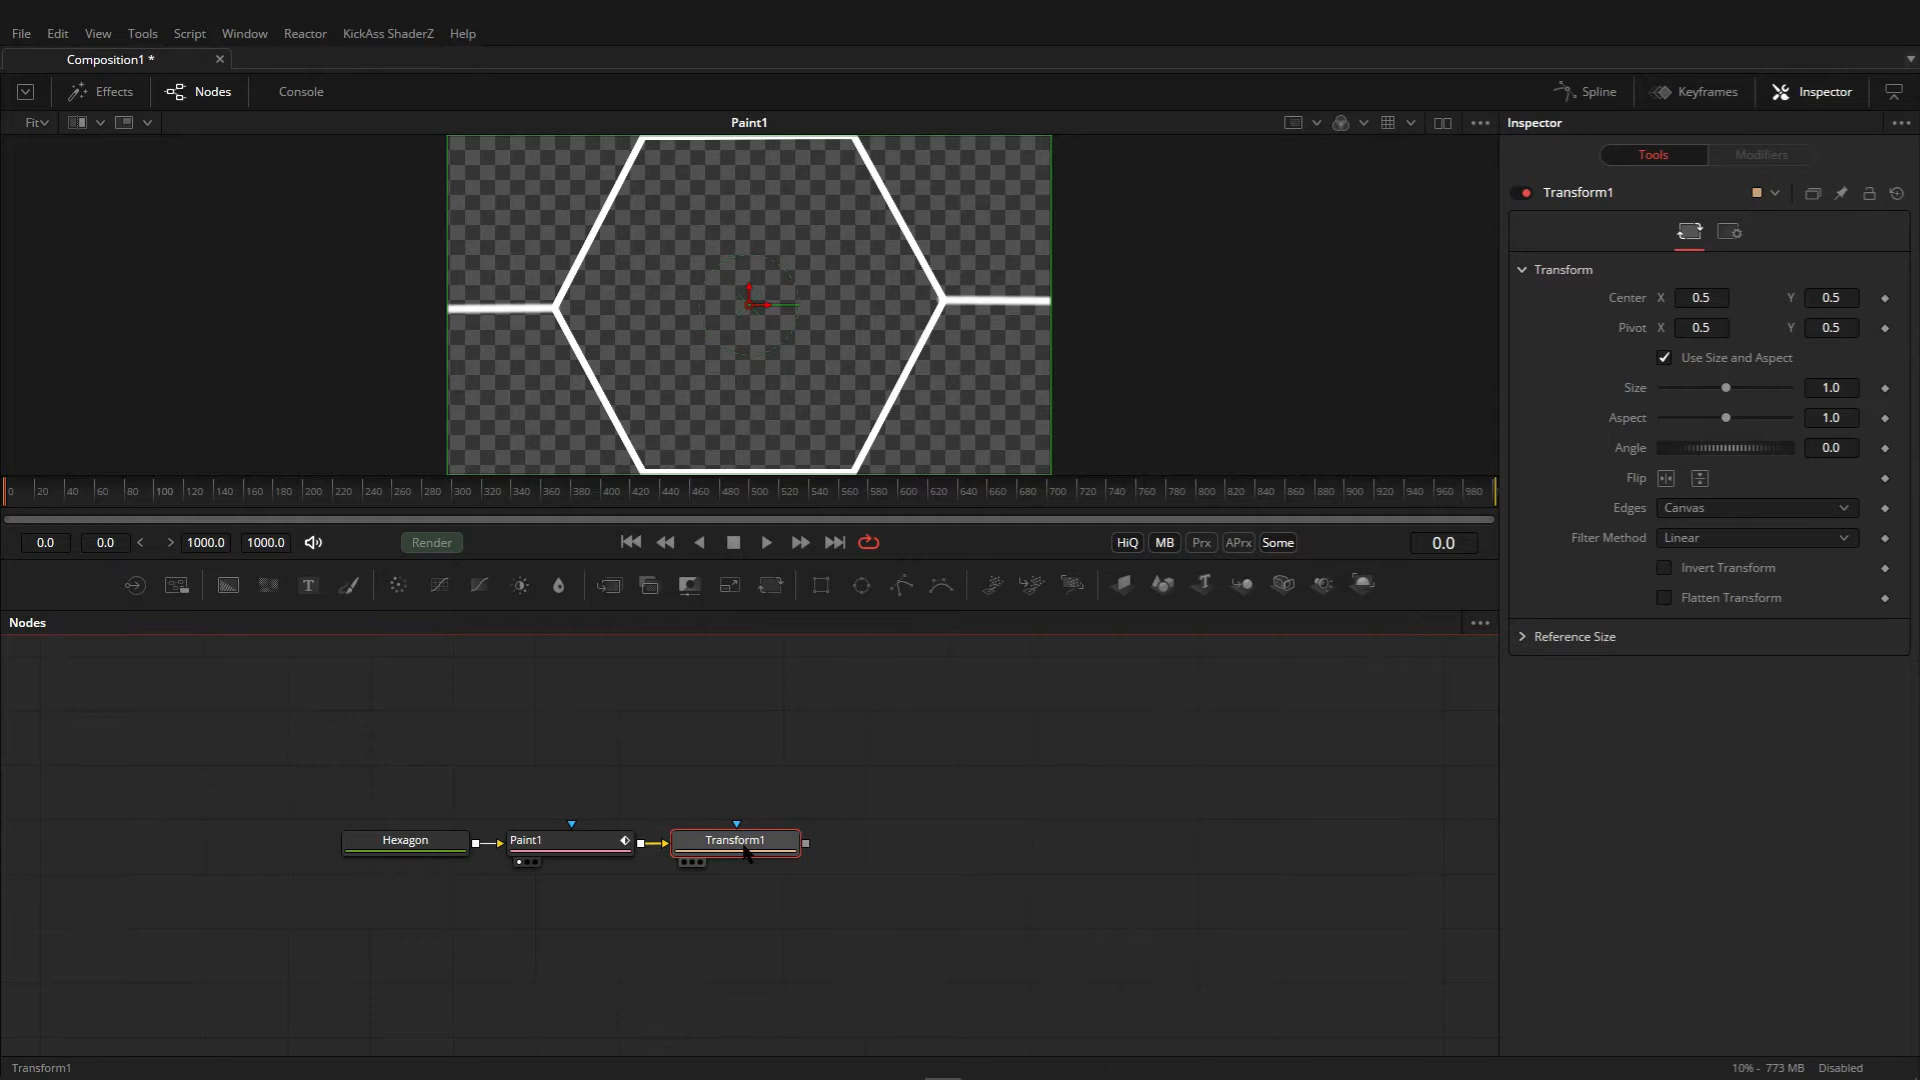 File Edit View Tools Script Window Reactor KickAss ShaderZ Help
Composition1 *
Effects Nodes Console Spline Keyframes Inspector
Fit Paint1 Inspector
Tools Modifiers
Transform1
Transform
Center X 0.5 Y 0.5
Pivot X 0.5 Y 0.5
Use Size and Aspect
Size 1.0
Aspect 1.0
Angle 0.0
Flip
Edges Canvas
Filter Method Linear
Invert Transform
Flatten Transform
Reference Size
0 20 40 60 80 100 120 140 160 180 200 220 240 260 280 300 320 340 360 380 400 420 440 460 480 500 520 540 560 580 600 620 640 660 680 700 720 740 760 780 800 820 840 860 880 900 920 940 960 980
0.0 0.0 1000.0 1000.0 Render HiQ MB Prx APrx Some 0.0
Nodes
Hexagon Paint1 Transform1
Transform1 10% - 773 MB Disabled